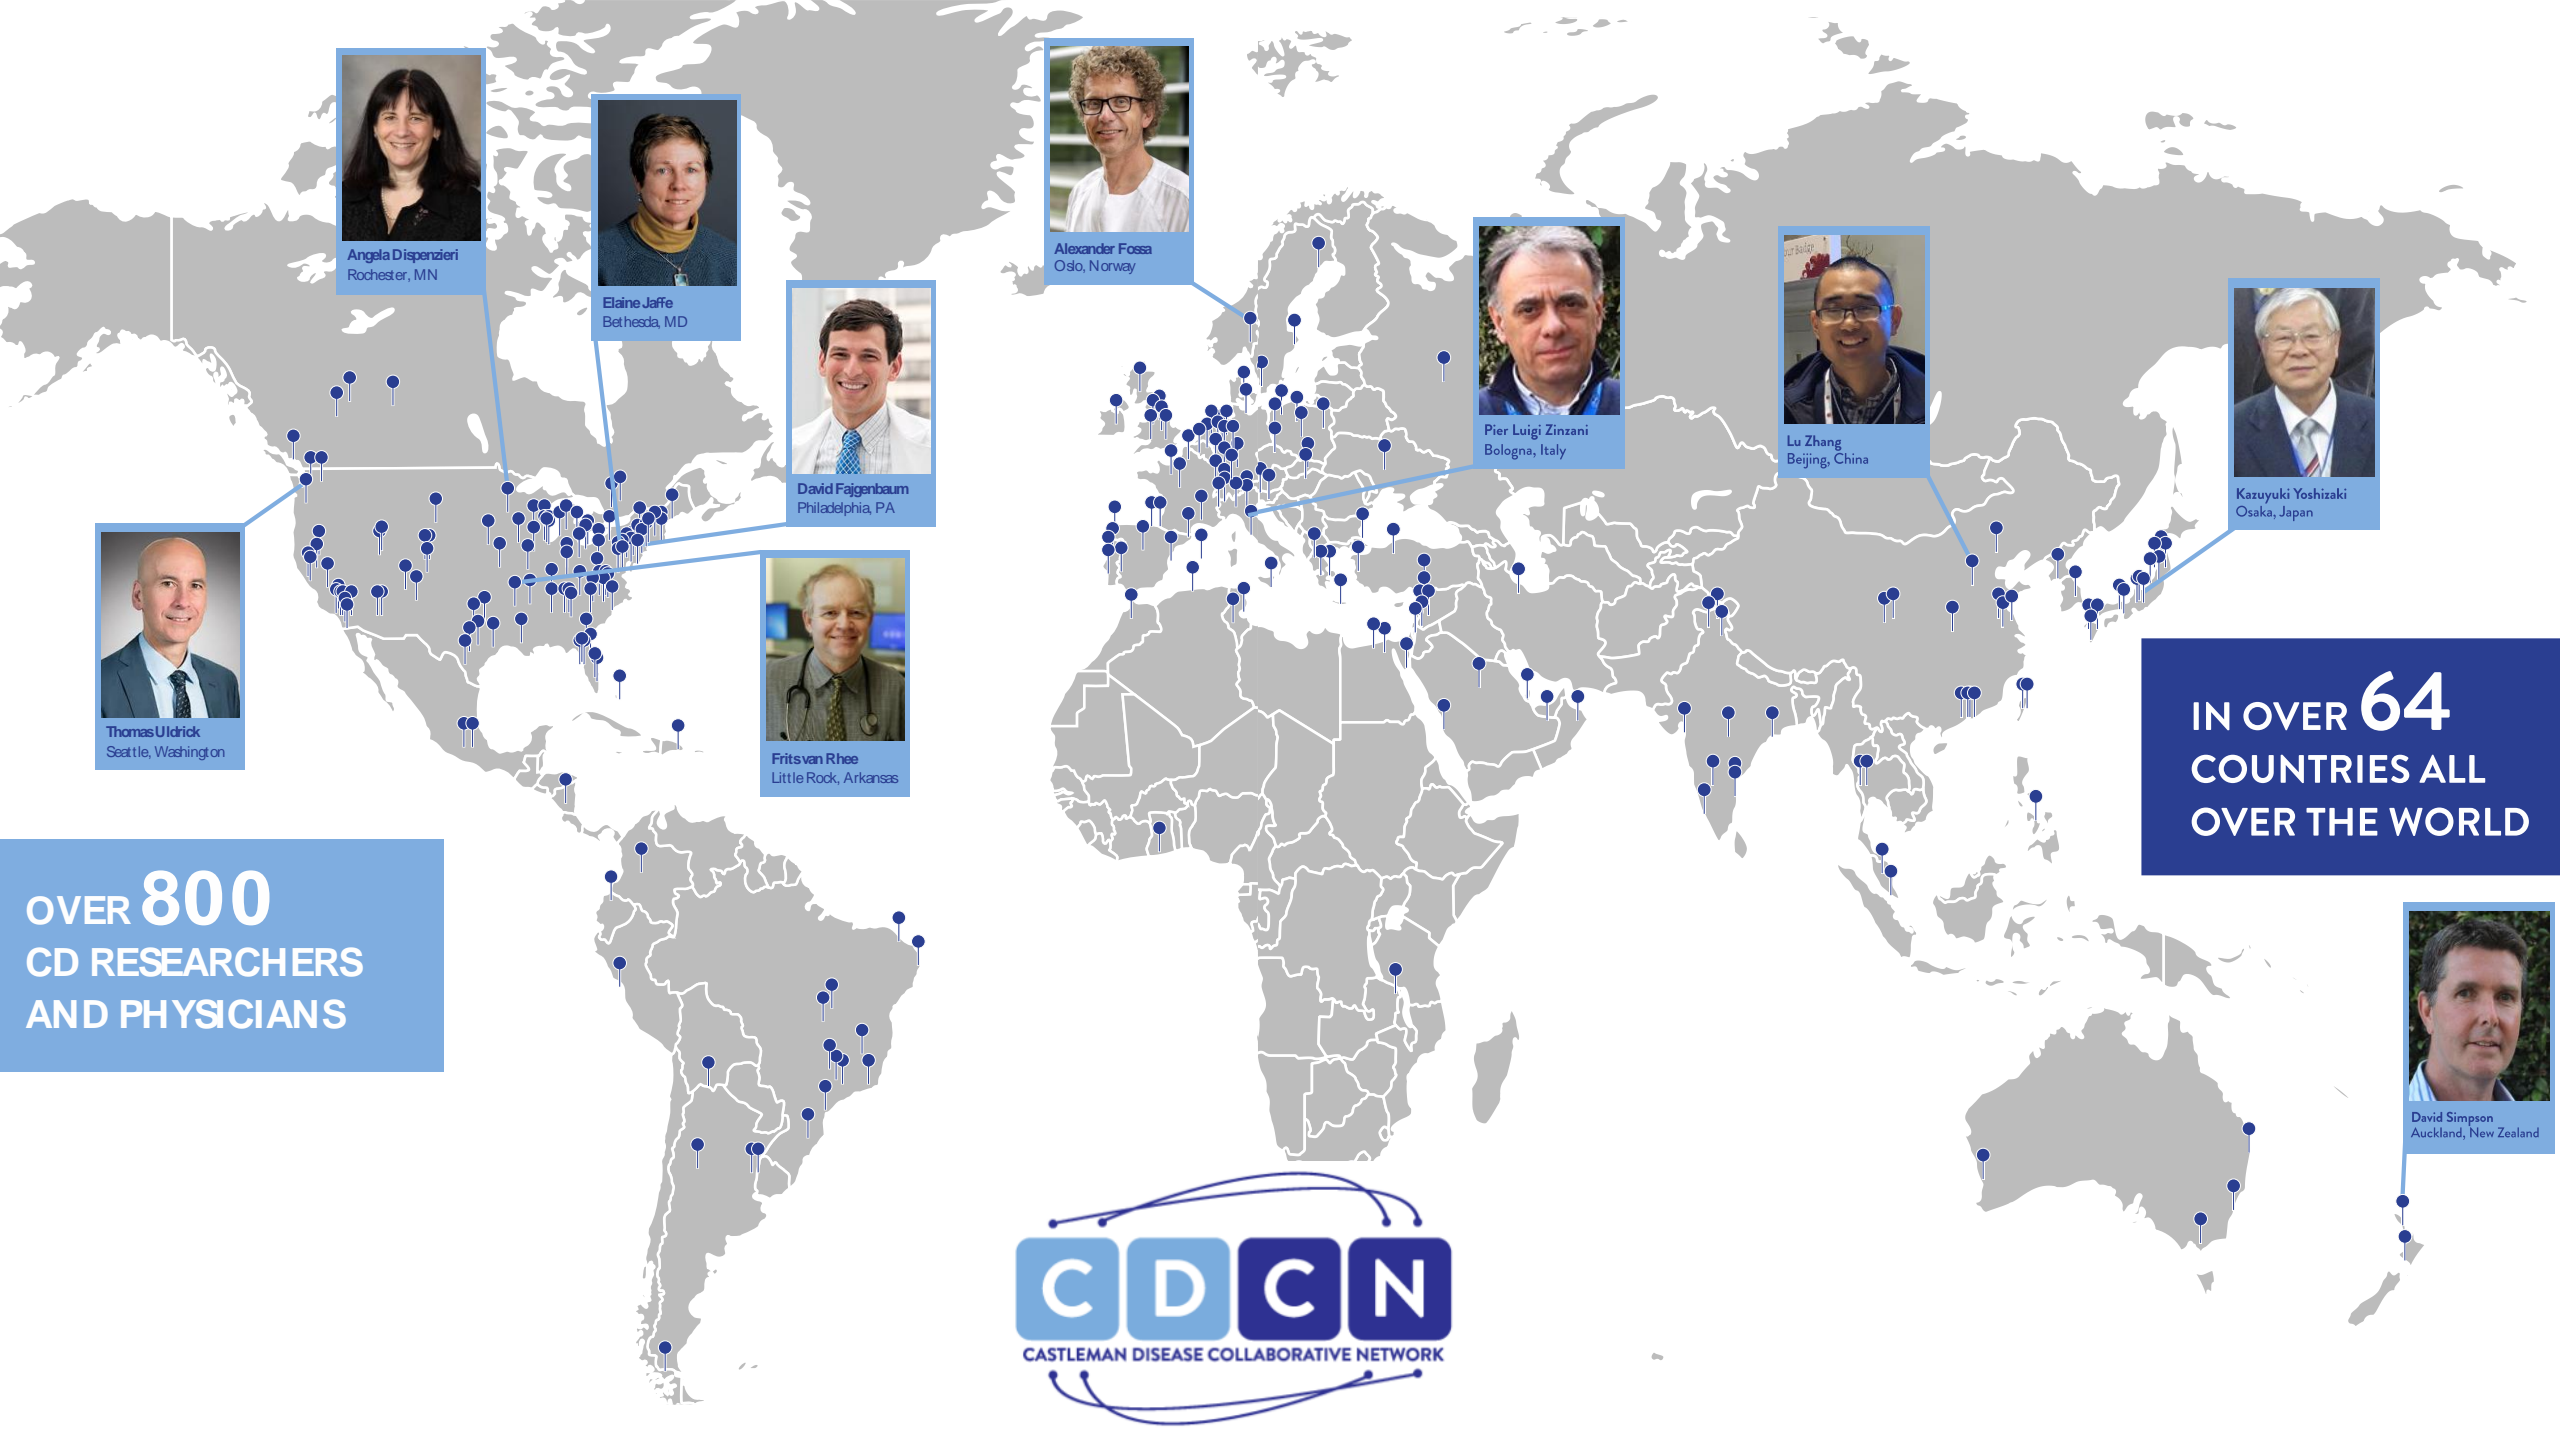 Angela Dispenzieri
Rochester, MN
Elaine Jaffe
Bethesda, MD
David Fajgenbaum
Philadelphia, PA
Thomas Uldrick
Seattle, Washington
Frits van Rhee
Little Rock, Arkansas
Alexander Fossa
Oslo, Norway
Pier Luigi Zinzani
Bologna, Italy
Lu Zhang
Beijing, China
Kazuyuki Yoshizaki
Osaka, Japan
IN OVER 64
COUNTRIES ALL
OVER THE WORLD
OVER 800
CD RESEARCHERS
AND PHYSICIANS
David Simpson
Auckland, New Zealand
CDCN
CASTLEMAN DISEASE COLLABORATIVE NETWORK